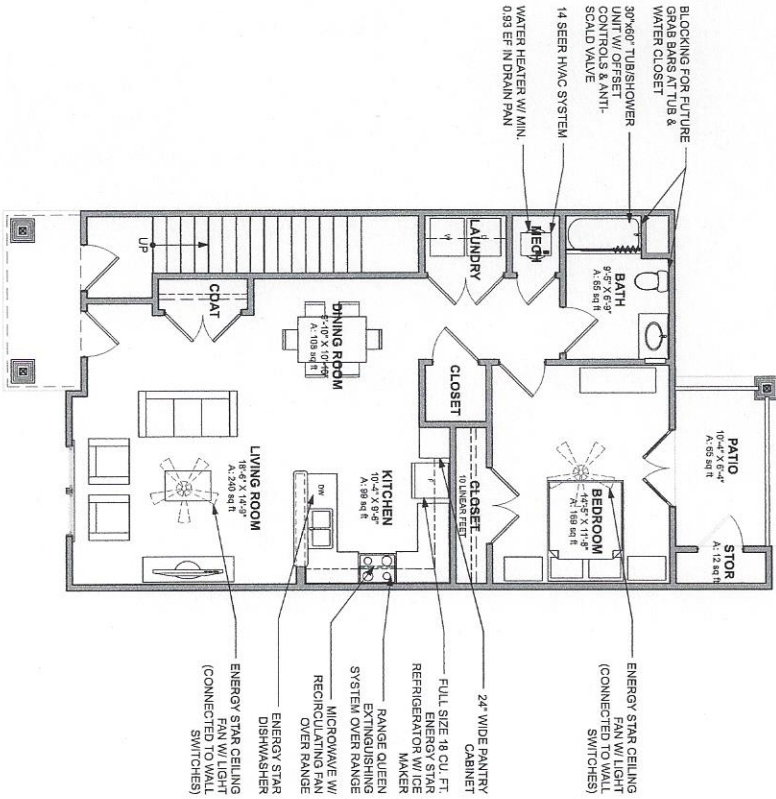 BLOCKING FOR FUTURE
GRAB BARS AT TUB &
WATER CLOSET
30"x60" TUB/SHOWER
UNIT W/ OFFSET
CONTROLS & ANTI-
SCALD VALVE
14 SEER HVAC SYSTEM
WATER HEATER W/ MIN.
0.93 EF IN DRAIN PAN
PATIO
10'-4" X 6'-4"
A: 65 sq ft
STOR
A: 12 sq ft
BATH
9'-5" X 6'-9"
A: 65 sq ft
BEDROOM
14'-5" X 11'-8"
A: 169 sq ft
MECH
LAUNDRY
CLOSET
CLOSET
10 LINEAR FEET
KITCHEN
10'-4" X 9'-6"
A: 99 sq ft
F
DW
DINING ROOM
A: 108 sq ft
COAT
UP
LIVING ROOM
18'-6" X 14'-9"
A: 240 sq ft
ENERGY STAR CEILING
FAN W/ LIGHT
(CONNECTED TO WALL
SWITCHES)
24" WIDE PANTRY
CABINET
FULL SIZE 18 CU. FT.
ENERGY STAR
REFRIGERATOR W/ ICE
MAKER
RANGE QUEEN
EXTINGUISHING
SYSTEM OVER RANGE
MICROWAVE W/
RECIRCULATING FAN
OVER RANGE
ENERGY STAR
DISHWASHER
ENERGY STAR CEILING
FAN W/ LIGHT
(CONNECTED TO WALL
SWITCHES)